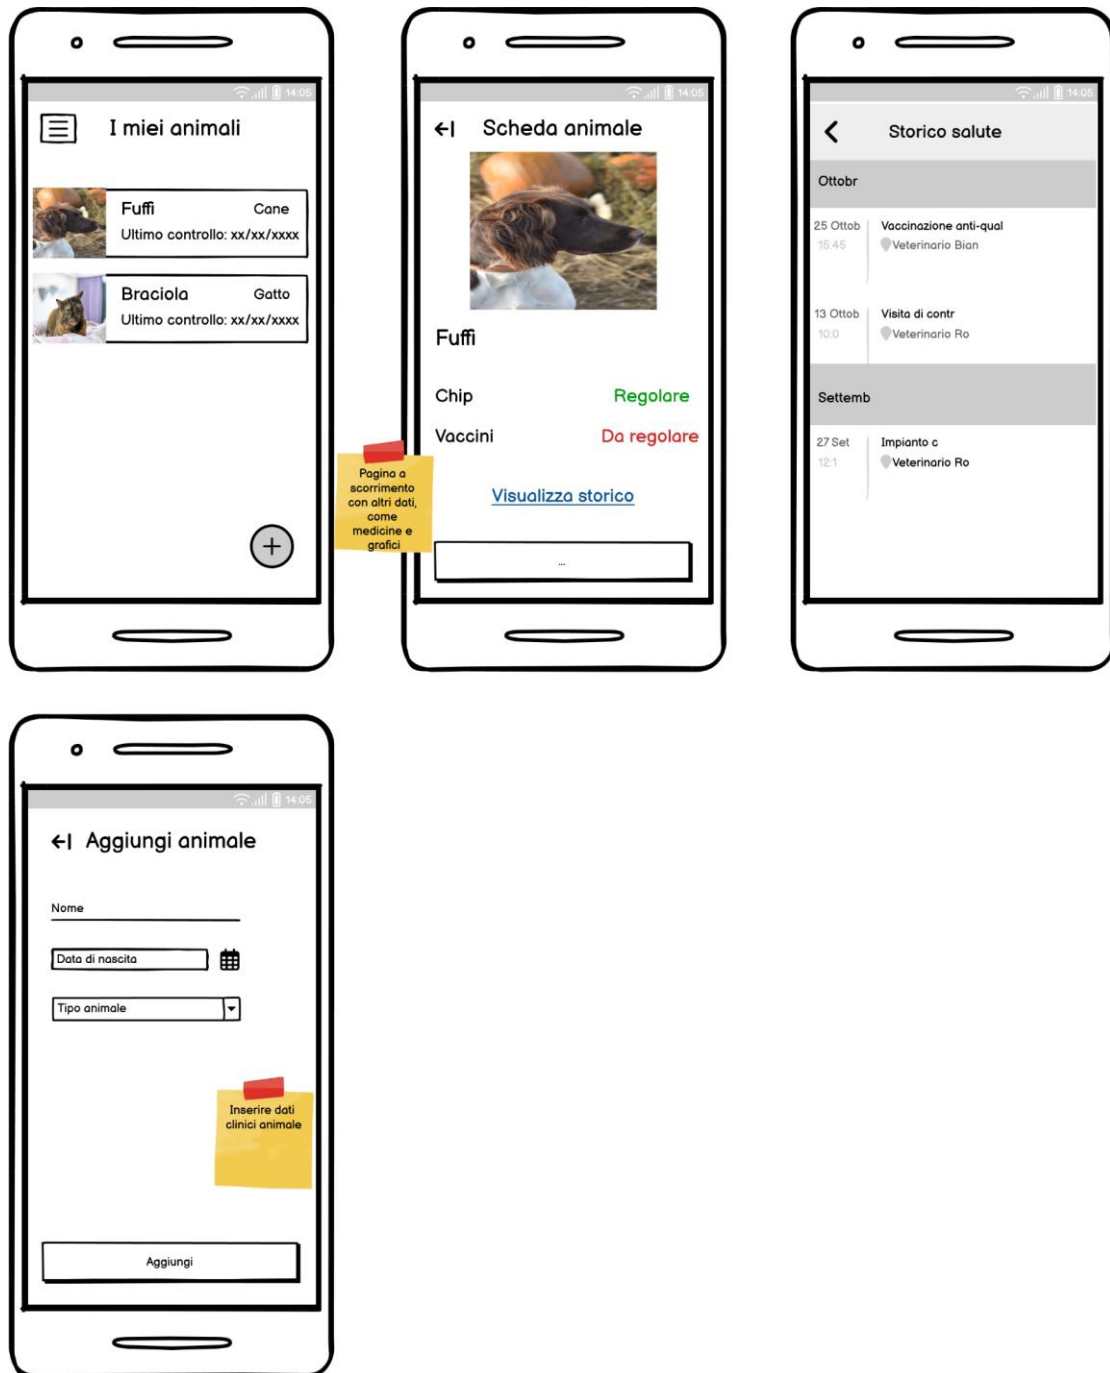 14:05
I miei animali
Fuffi Cane
Ultimo controllo: xx/xx/xxxx
Braciola Gatto
Ultimo controllo: xx/xx/xxxx
+
14:05
Scheda animale
Fuffi
Chip Regolare
Vaccini Da regolare
Visualizza storico
...
Pagina a
scorrimento
con altri dati,
come
medicine e
grafici
14:05
Storico salute
Ottobr
25 Ottob Vaccinazione anti-qual
15:45 Veterinario Bian
13 Ottob Visita di contr
10:0 Veterinario Ro
Settemb
27 Set Impianto c
12:1 Veterinario Ro
14:05
Aggiungi animale
Nome
Data di nascita
Tipo animale
Inserire dati
clinici animale
Aggiungi